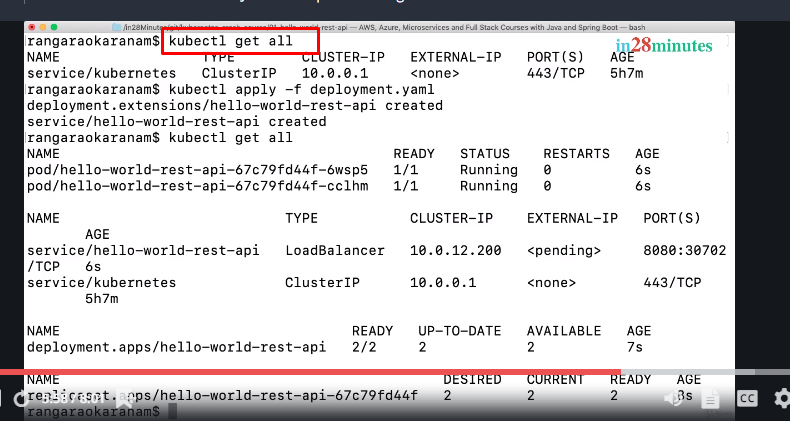 /in28Minutes/git/kubernetes-crash-course/01-hello-world-rest-api — AWS, Azure, Microservices and Full Stack Courses with Java and Spring Boot — bash
rangaraokaranam$ kubectl get all
in28minutes
NAME TYPE CLUSTER-IP EXTERNAL-IP PORT(S) AGE
service/kubernetes ClusterIP 10.0.0.1 <none> 443/TCP 5h7m
rangaraokaranam$ kubectl apply -f deployment.yaml
deployment.extensions/hello-world-rest-api created
service/hello-world-rest-api created
rangaraokaranam$ kubectl get all
NAME READY STATUS RESTARTS AGE
pod/hello-world-rest-api-67c79fd44f-6wsp5 1/1 Running 0 6s
pod/hello-world-rest-api-67c79fd44f-cclhm 1/1 Running 0 6s
NAME TYPE CLUSTER-IP EXTERNAL-IP PORT(S)
AGE
service/hello-world-rest-api LoadBalancer 10.0.12.200 <pending> 8080:30702
/TCP 6s
service/kubernetes ClusterIP 10.0.0.1 <none> 443/TCP
5h7m
NAME READY UP-TO-DATE AVAILABLE AGE
deployment.apps/hello-world-rest-api 2/2 2 2 7s
NAME DESIRED CURRENT READY AGE
replicaset.apps/hello-world-rest-api-67c79fd44f 2 2 2 8s
CC
rangaraokaranam$